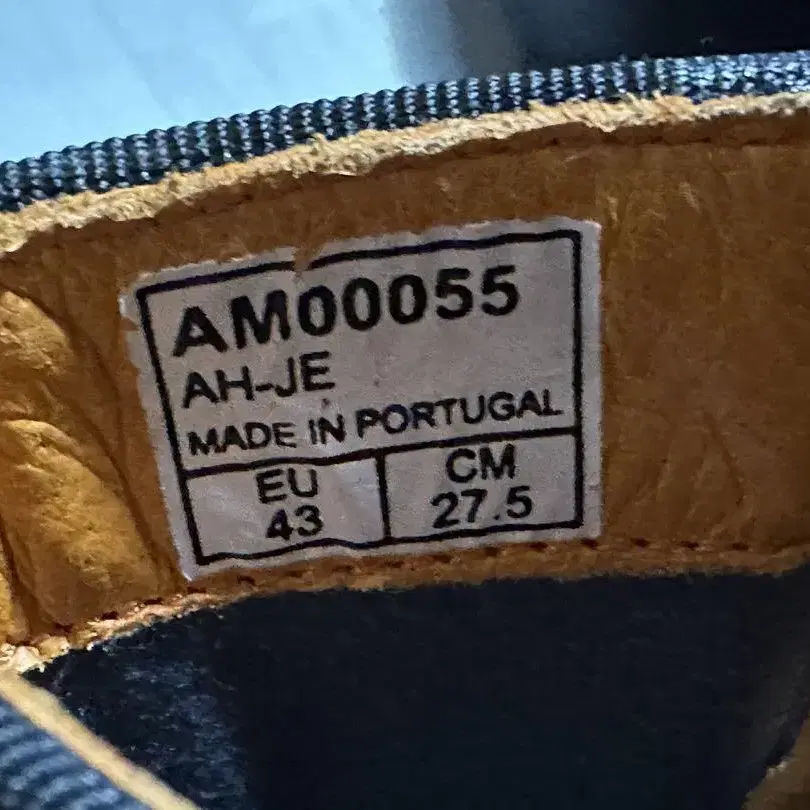 AM00055
AH-JE
MADE IN PORTUGAL
EU CM
43 27.5